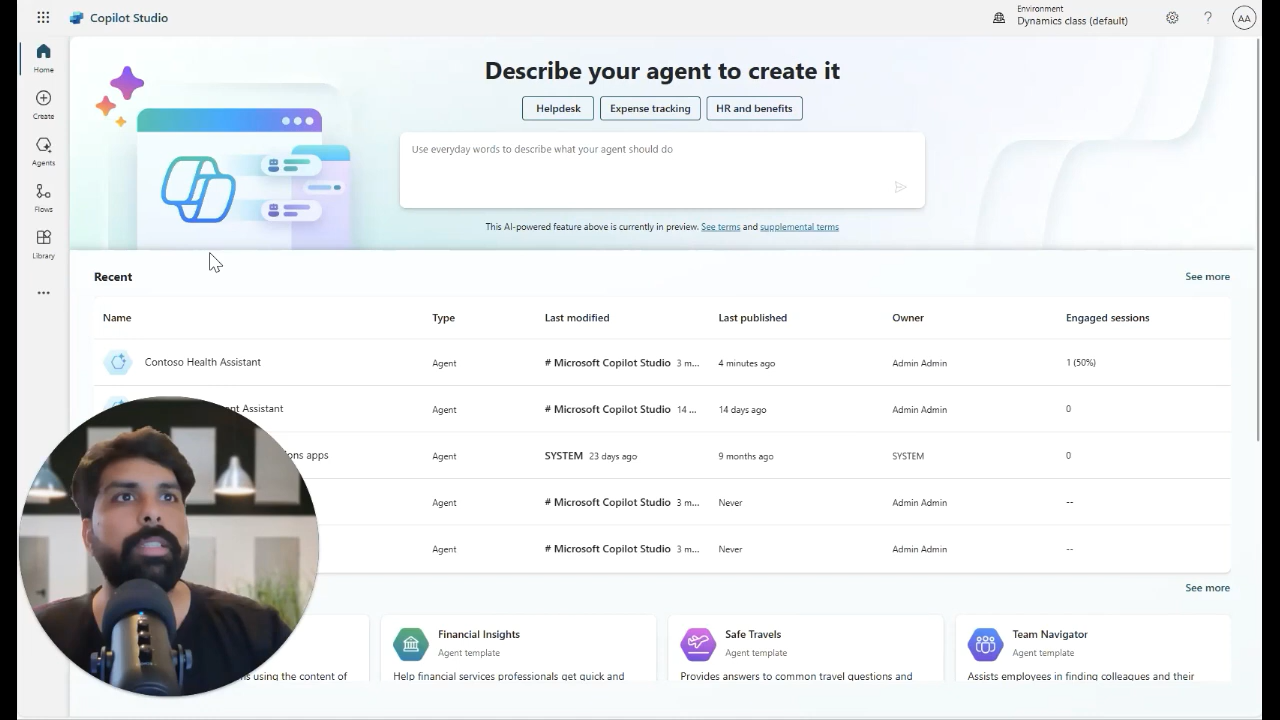 Copilot Studio
Environment
Dynamics class (default)
?
AA
Home
Create
Agents
Flows
Library
Describe your agent to create it
Helpdesk
Expense tracking
HR and benefits
Use everyday words to describe what your agent should do
This AI-powered feature above is currently in preview. See terms and supplemental terms
Recent
See more
Name Type Last modified Last published Owner Engaged sessions
Contoso Health Assistant Agent # Microsoft Copilot Studio 3 m... 4 minutes ago Admin Admin 1 (50%)
Assistant Agent # Microsoft Copilot Studio 14 ... 14 days ago Admin Admin 0
apps Agent SYSTEM 23 days ago 9 months ago SYSTEM 0
Agent # Microsoft Copilot Studio 3 m... Never Admin Admin --
Agent # Microsoft Copilot Studio 3 m... Never Admin Admin --
See more
using the content of
Financial Insights
Agent template
Help financial services professionals get quick and
Safe Travels
Agent template
Provides answers to common travel questions and
Team Navigator
Agent template
Assists employees in finding colleagues and their